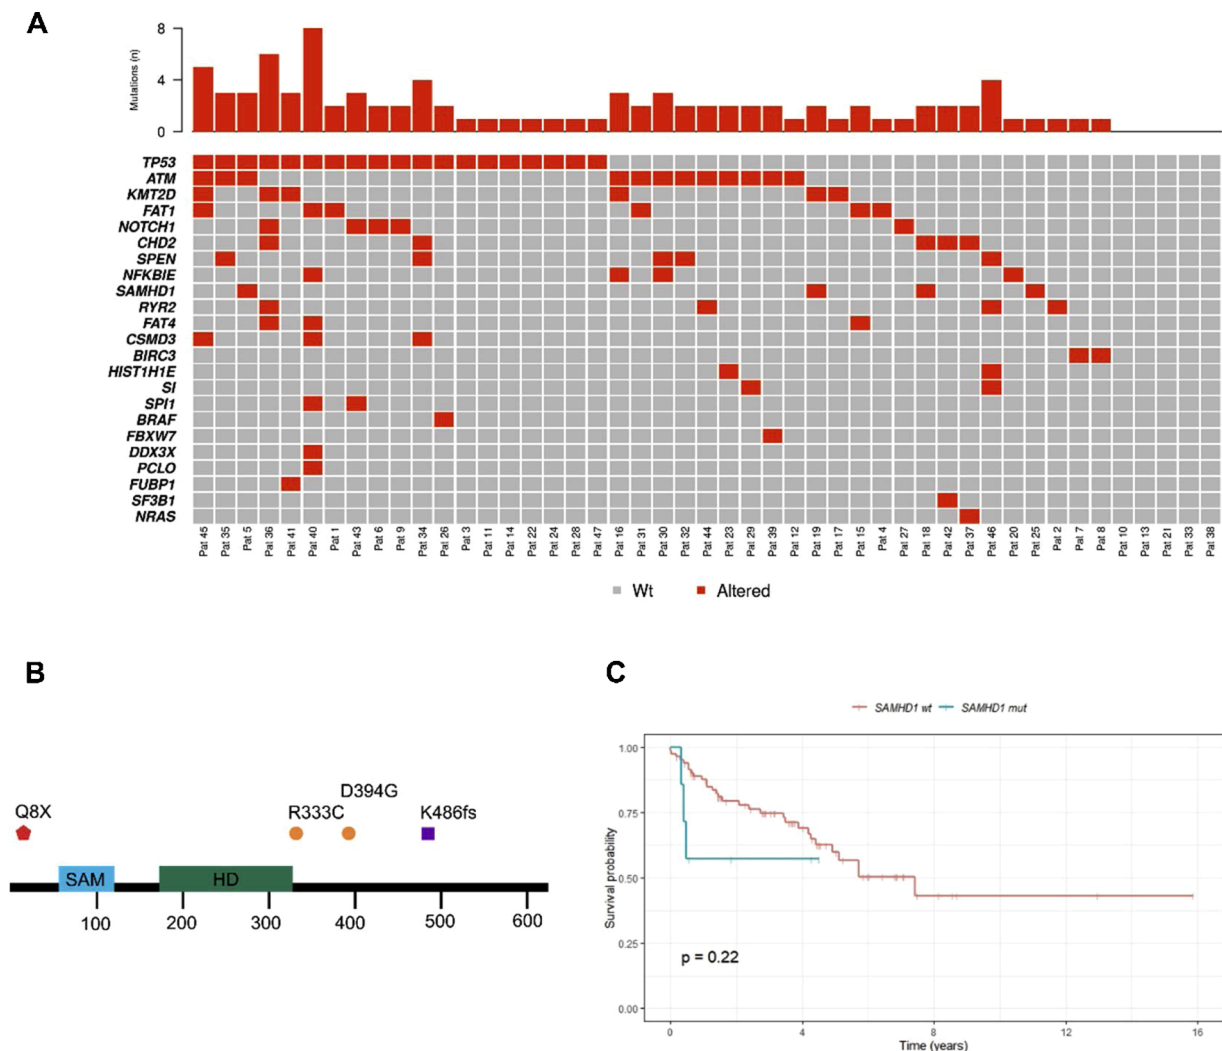 A
Mutations (n)
8
4
0
TP53
ATM
KMT2D
FAT1
NOTCH1
CHD2
SPEN
NFKBIE
SAMHD1
RYR2
FAT4
CSMD3
BIRC3
HIST1H1E
SI
SPI1
BRAF
FBXW7
DDX3X
PCLO
FUBP1
SF3B1
NRAS
Pat 45
Pat 35
Pat 5
Pat 36
Pat 41
Pat 40
Pat 1
Pat 43
Pat 6
Pat 9
Pat 34
Pat 26
Pat 3
Pat 11
Pat 14
Pat 22
Pat 24
Pat 28
Pat 47
Pat 16
Pat 31
Pat 30
Pat 32
Pat 44
Pat 23
Pat 29
Pat 39
Pat 12
Pat 19
Pat 17
Pat 15
Pat 4
Pat 27
Pat 18
Pat 42
Pat 37
Pat 46
Pat 20
Pat 25
Pat 2
Pat 7
Pat 8
Pat 10
Pat 13
Pat 21
Pat 33
Pat 38
Wt Altered
B
D394G
Q8X R333C K486fs
SAM HD
100 200 300 400 500 600
C
SAMHD1 wt SAMHD1 mut
Survival probability
1.00
0.75
0.50
0.25
0.00
p = 0.22
0 4 8 12 16
Time (years)